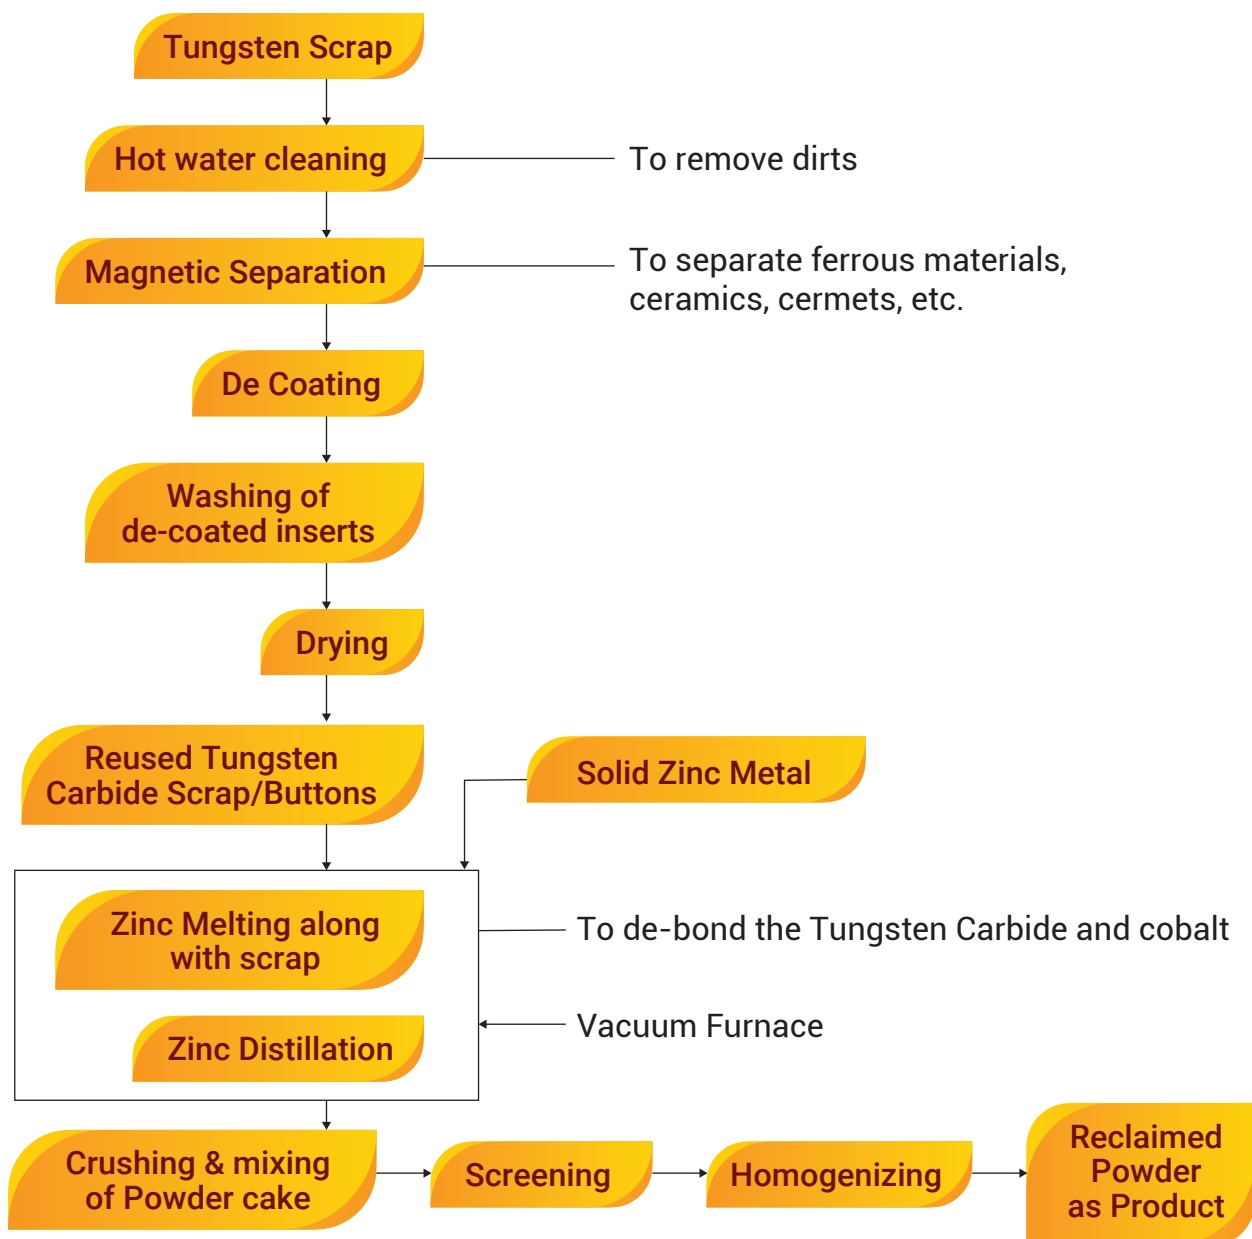 Tungsten Scrap
Hot water cleaning
To remove dirts
Magnetic Separation
To separate ferrous materials,
ceramics, cermets, etc.
De Coating
Washing of
de-coated inserts
Drying
Reused Tungsten
Carbide Scrap/Buttons
Solid Zinc Metal
Zinc Melting along
with scrap
To de-bond the Tungsten Carbide and cobalt
Zinc Distillation
Vacuum Furnace
Crushing & mixing
of Powder cake
Screening
Homogenizing
Reclaimed
Powder
as Product